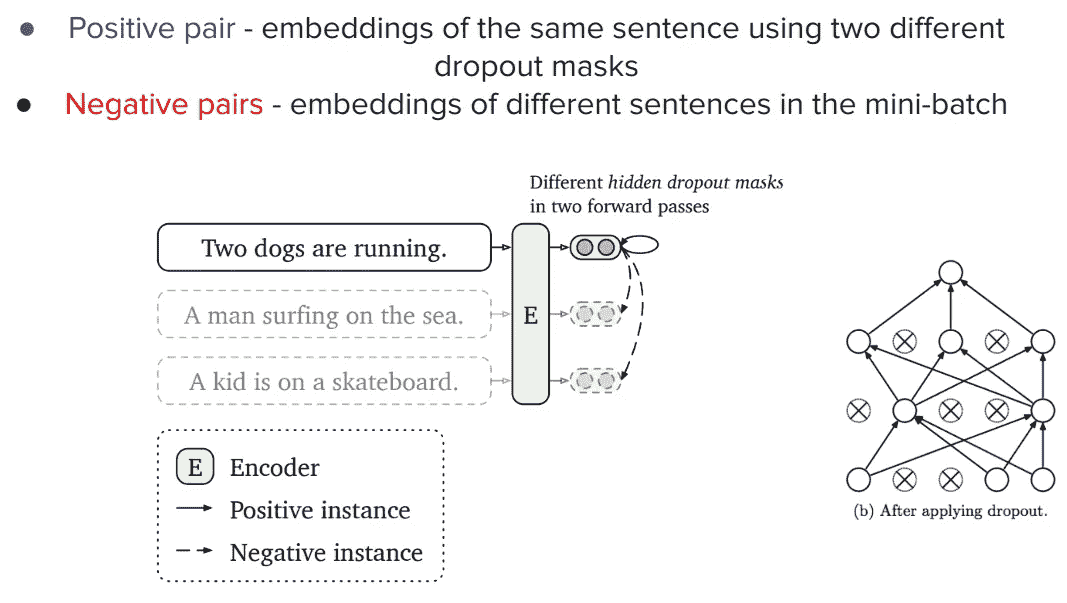 ● Positive pair - embeddings of the same sentence using two different
dropout masks
● Negative pairs - embeddings of different sentences in the mini-batch
Different hidden dropout masks
in two forward passes
Two dogs are running.
A man surfing on the sea.
E
A kid is on a skateboard.
E Encoder
Positive instance
Negative instance
(b) After applying dropout.